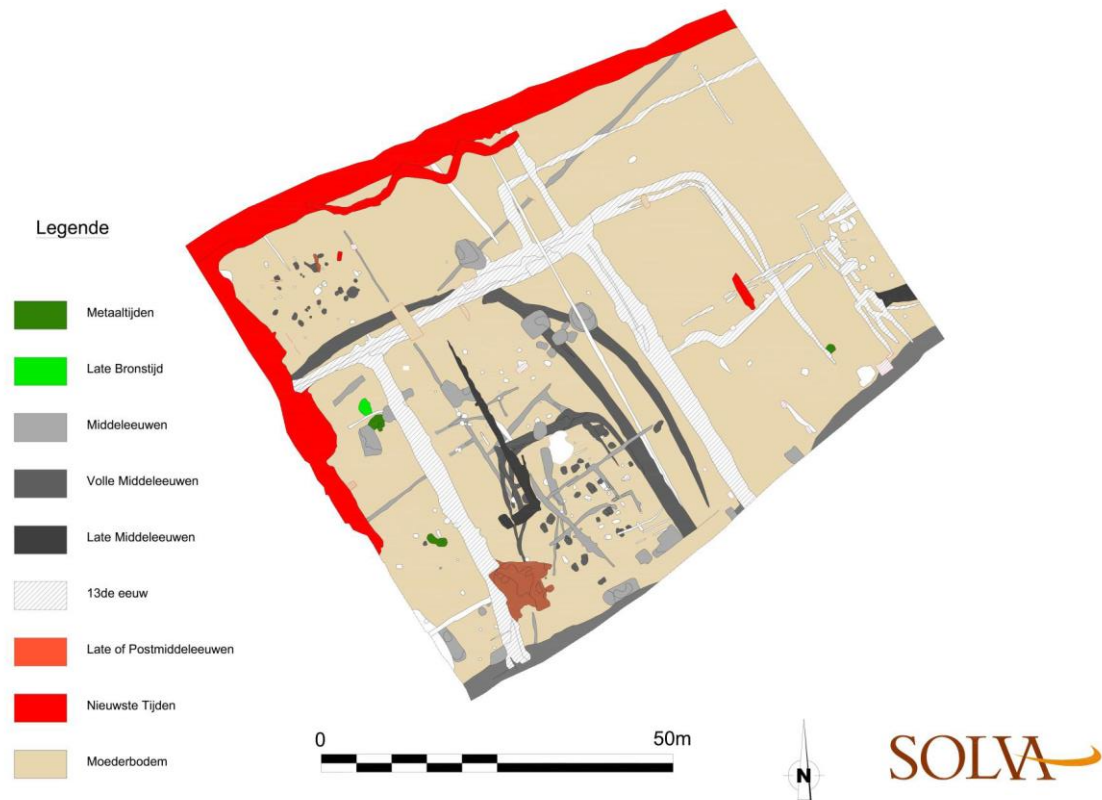 Legende
Metaaltijden
Late Bronstijd
Middeleeuwen
Volle Middeleeuwen
Late Middeleeuwen
13de eeuw
Late of Postmiddeleeuwen
Nieuwste Tijden
Moederbodem
0 50m
N
SOLVA